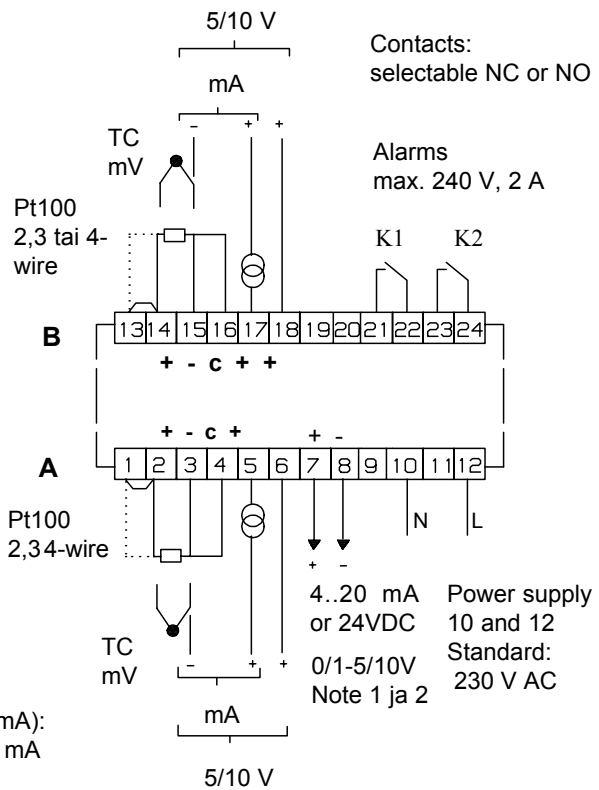 5/10 V
Contacts:
selectable NC or NO
mA
− + +
TC
mV
Alarms
max. 240 V, 2 A
Pt100
2,3 tai 4-
wire
K1 K2
B 13 14 15 16 17 18 19 20 21 22 23 24
+ - c + +
+ - c + + -
A 1 2 3 4 5 6 7 8 9 10 11 12
N L
Pt100
2,3 4-wire
+ −
4..20 mA
or 24VDC
Power supply
10 and 12
Standard:
230 V AC
0/1-5/10V
Note 1 ja 2
TC
mV
− + +
mA
5/10 V
mA):
mA